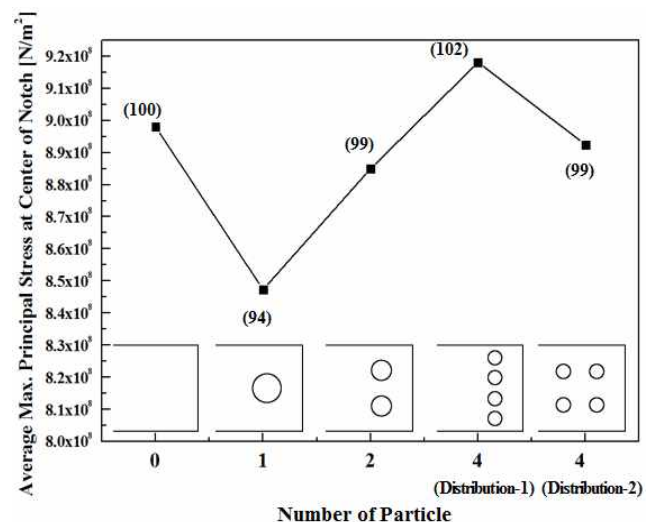 Average Max. Principal Stress at Center of Notch [N/m²]
9.2x10⁸
9.1x10⁸
9.0x10⁸
8.9x10⁸
8.8x10⁸
8.7x10⁸
8.6x10⁸
8.5x10⁸
8.4x10⁸
8.3x10⁸
8.2x10⁸
8.1x10⁸
8.0x10⁸
(100)
(94)
(99)
(102)
(99)
0 1 2 4 4
(Distribution-1) (Distribution-2)
Number of Particle